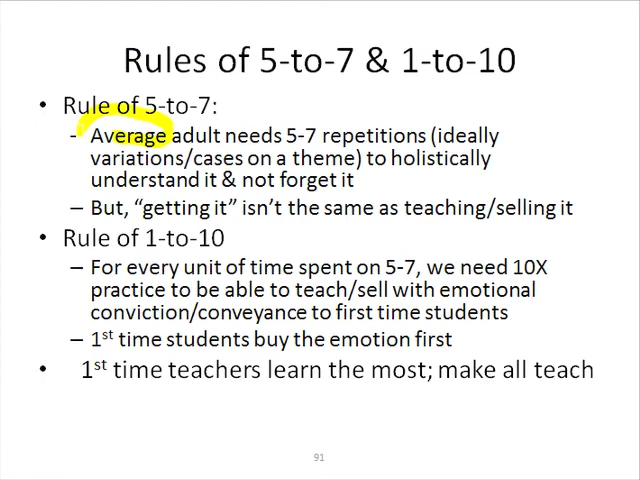 Rules of 5-to-7 & 1-to-10
• Rule of 5-to-7:
- Average adult needs 5-7 repetitions (ideally
variations/cases on a theme) to holistically
understand it & not forget it
– But, “getting it” isn’t the same as teaching/selling it
• Rule of 1-to-10
– For every unit of time spent on 5-7, we need 10X
practice to be able to teach/sell with emotional
conviction/conveyance to first time students
– 1st time students buy the emotion first
• 1st time teachers learn the most; make all teach
91